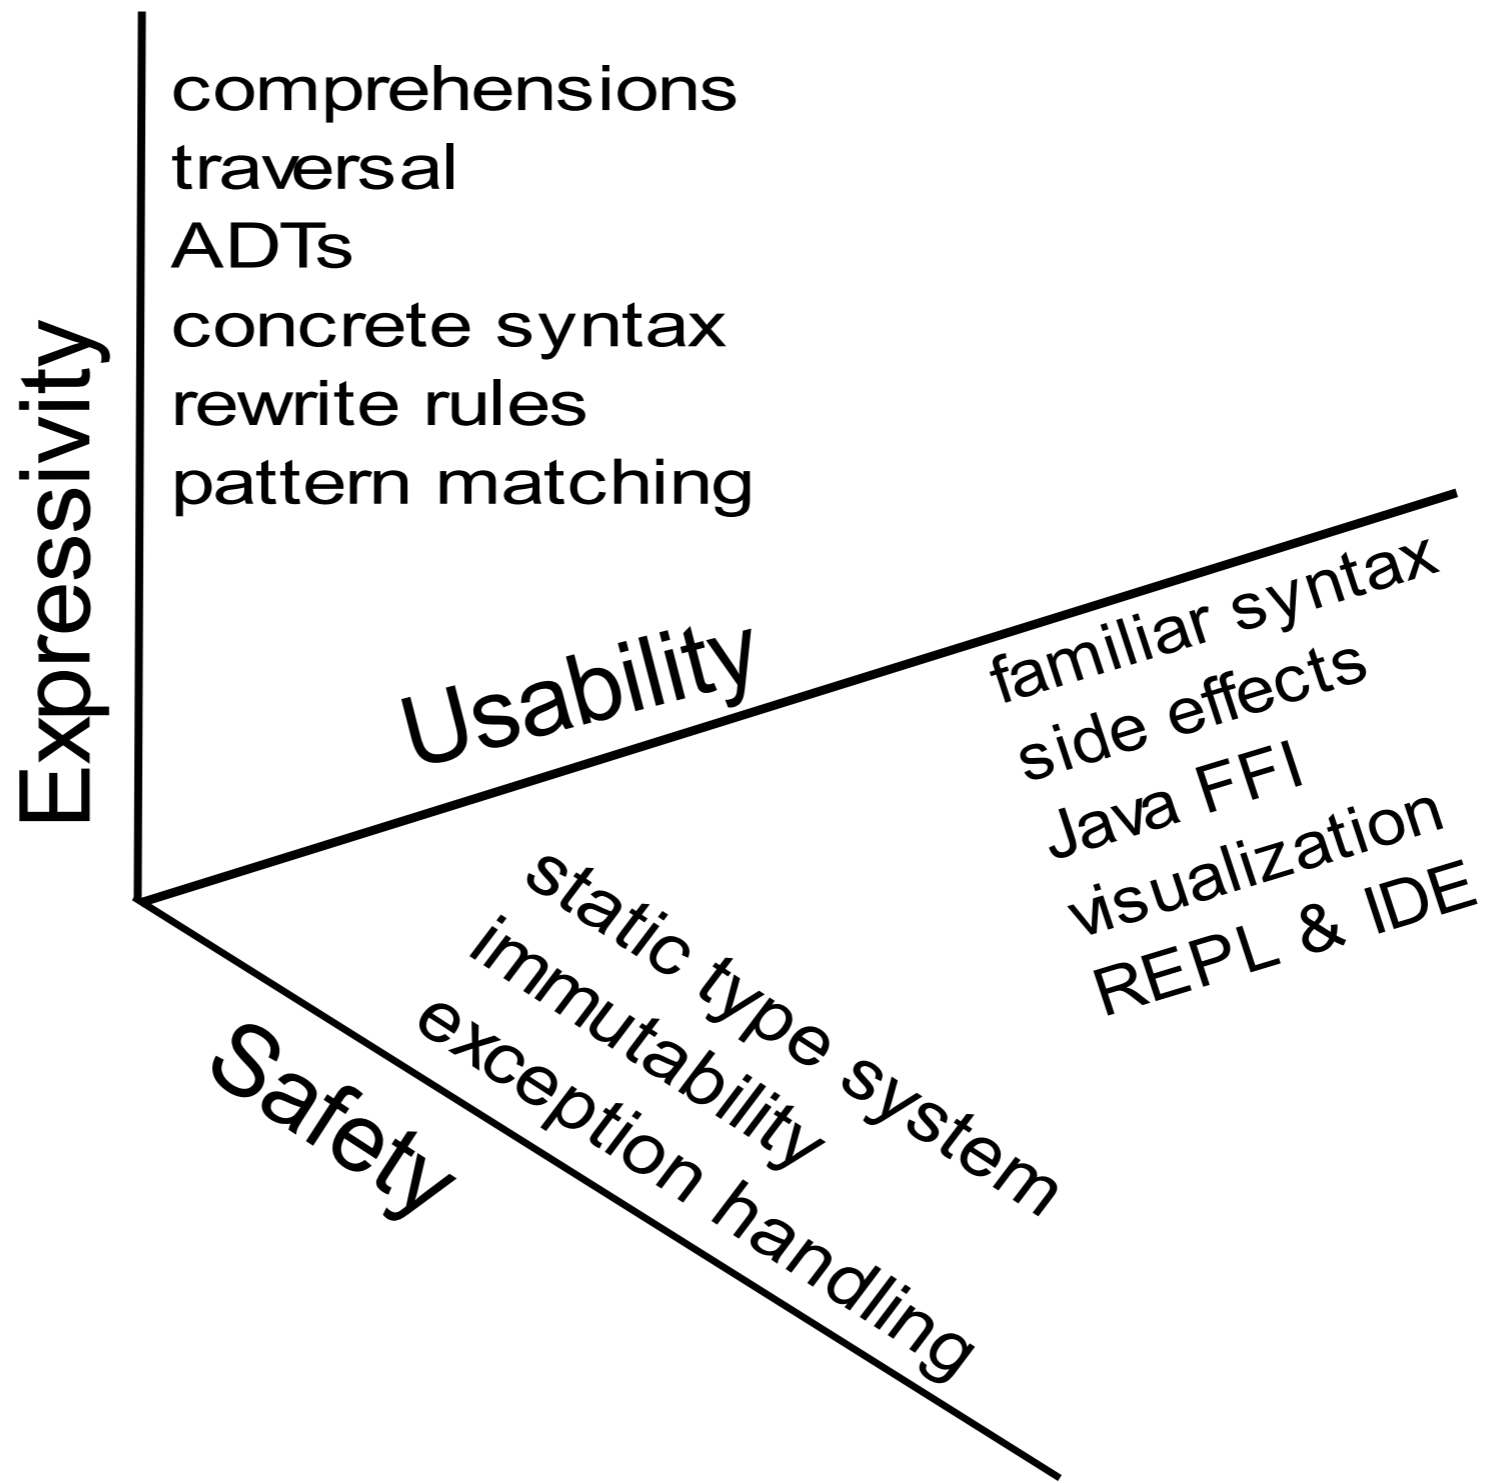 Expressivity
comprehensions
traversal
ADTs
concrete syntax
rewrite rules
pattern matching
Usability
familiar syntax
side effects
Java FFI
visualization
REPL & IDE
Safety
static type system
immutability
exception handling